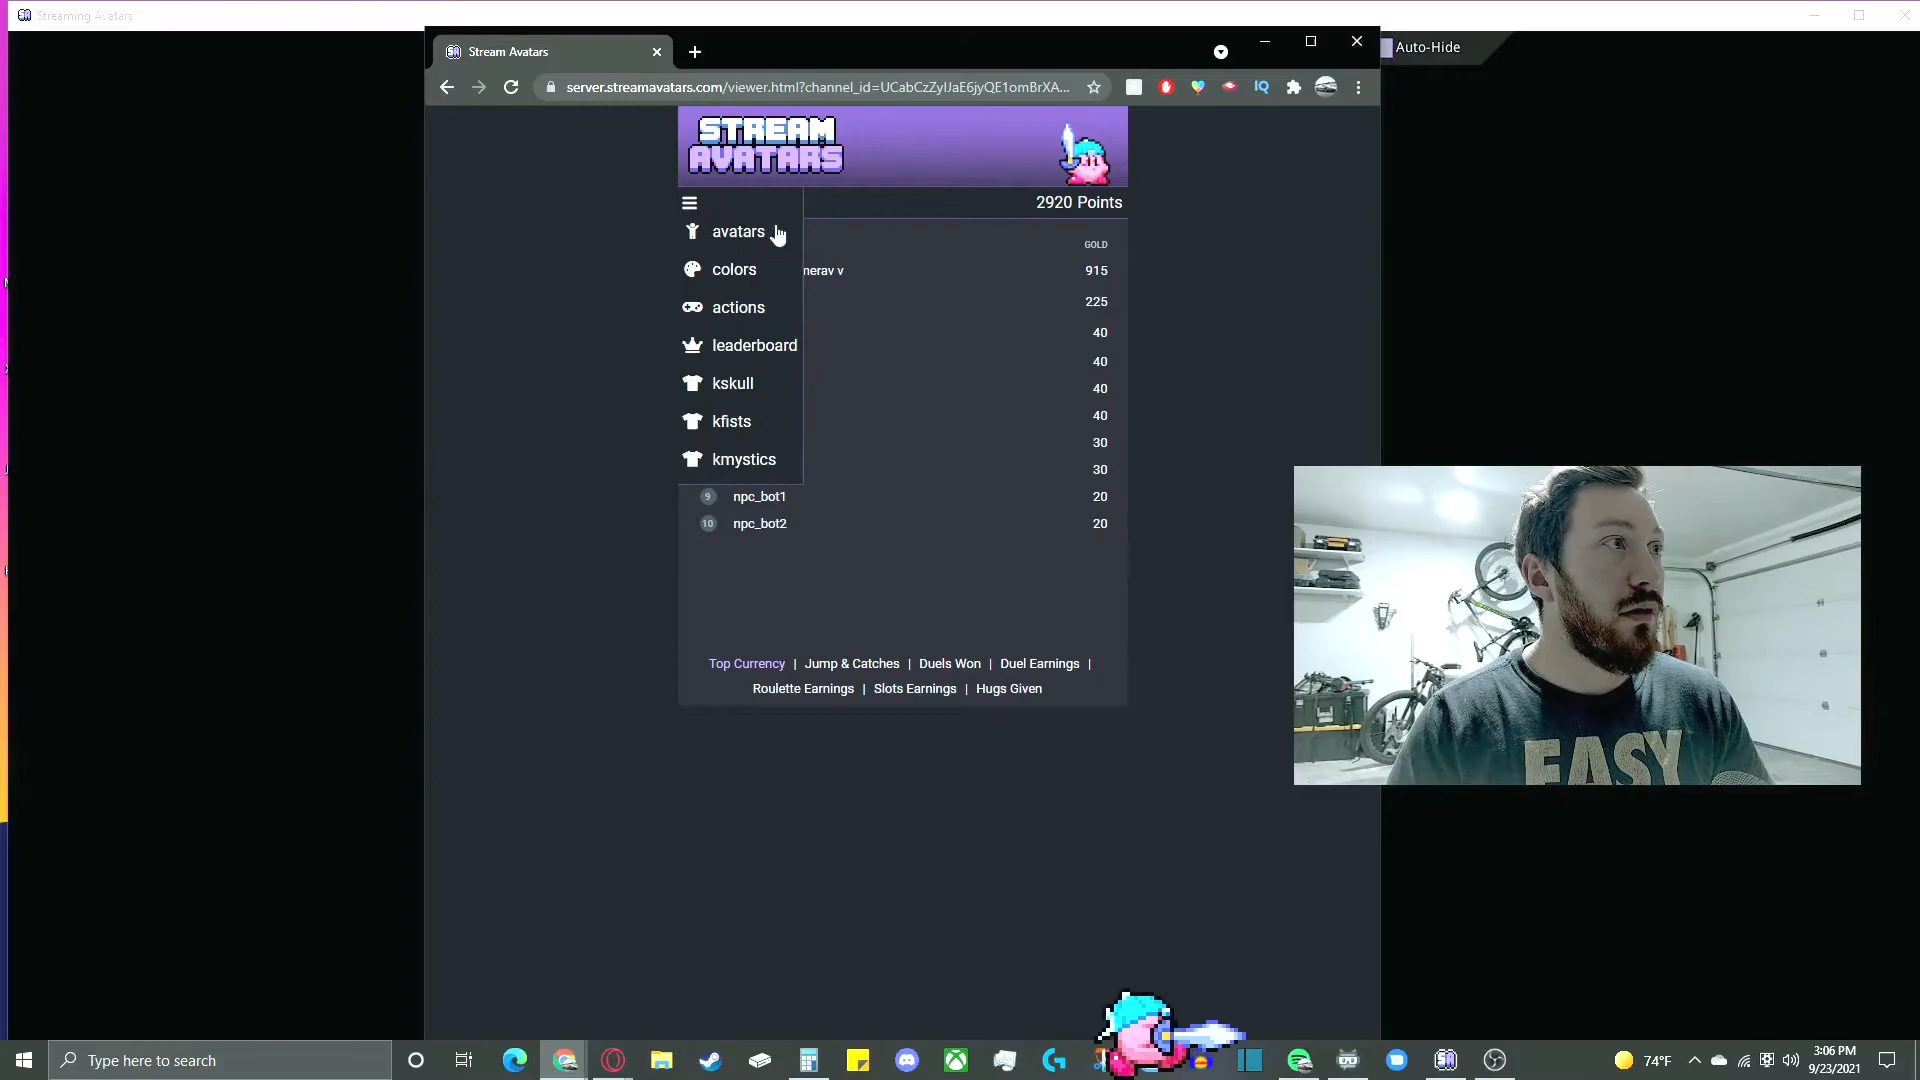 Streaming Avatars
Auto-Hide
Stream Avatars
server.streamavatars.com/viewer.html?channel_id=UCabCzZylJaE6jyQE1omBrXA...
STREAM
AVATARS
2920 Points
avatars
GOLD
colors
nerav v
915
actions
225
40
leaderboard
40
kskull
40
kfists
40
30
kmystics
30
9 npc_bot1 20
10 npc_bot2 20
Top Currency | Jump & Catches | Duels Won | Duel Earnings |
Roulette Earnings | Slots Earnings | Hugs Given
EASY
Type here to search
74°F
3:06 PM
9/23/2021